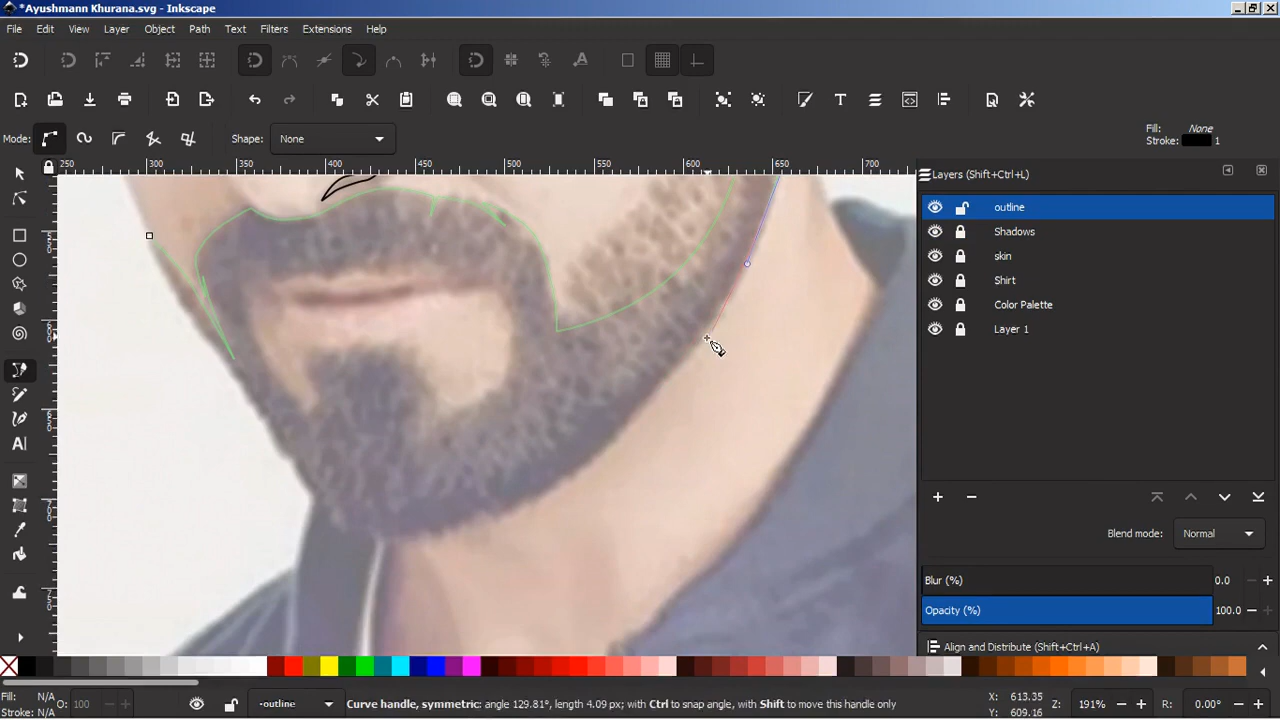 *Ayushmann Khurana.svg - Inkscape
File Edit View Layer Object Path Text Filters Extensions Help
Mode: Shape: None
Fill: None
Stroke: 1
250 300 350 400 450 500 550 600 650 700
Layers (Shift+Ctrl+L)
outline
Shadows
skin
Shirt
Color Palette
Layer 1
Blend mode: Normal
Blur (%) 0.0
Opacity (%) 100.0
Align and Distribute (Shift+Ctrl+A)
Fill: N/A
Stroke: N/A
O: 100
-outline
Curve handle, symmetric: angle 129.81°, length 4.09 px; with Ctrl to snap angle, with Shift to move this handle only
X: 613.35
Y: 609.16
Z: 191%
R: 0.00°